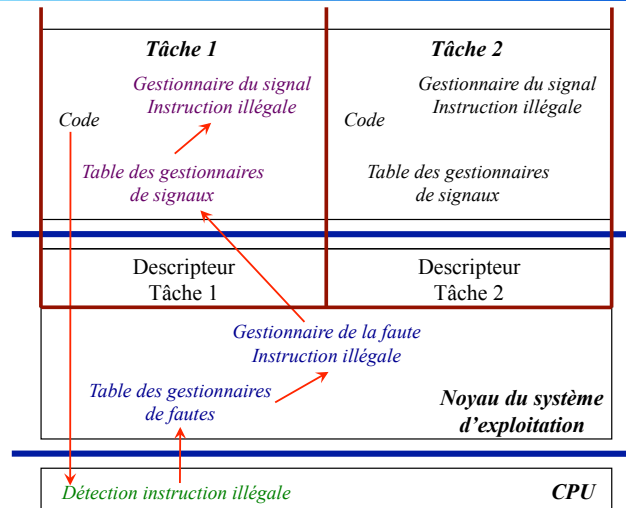 Tâche 1
Gestionnaire du signal
Instruction illégale
Code
Table des gestionnaires
de signaux
Tâche 2
Gestionnaire du signal
Instruction illégale
Code
Table des gestionnaires
de signaux
Descripteur
Tâche 1
Descripteur
Tâche 2
Gestionnaire de la faute
Instruction illégale
Table des gestionnaires
de fautes
Noyau du système
d'exploitation
Détection instruction illégale
CPU